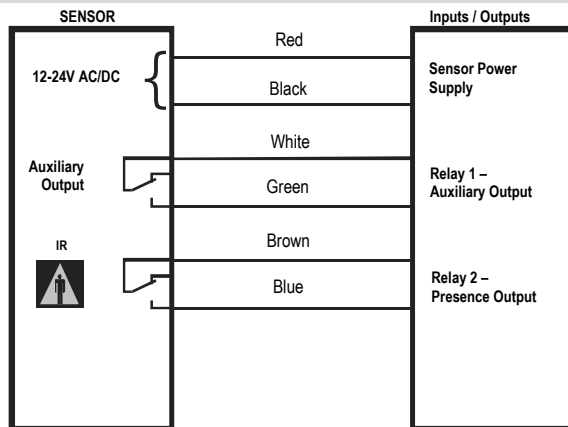 SENSOR
Inputs / Outputs
12-24V AC/DC
Red
Black
Sensor Power
Supply
Auxiliary
Output
White
Green
Relay 1 –
Auxiliary Output
IR
Brown
Blue
Relay 2 –
Presence Output